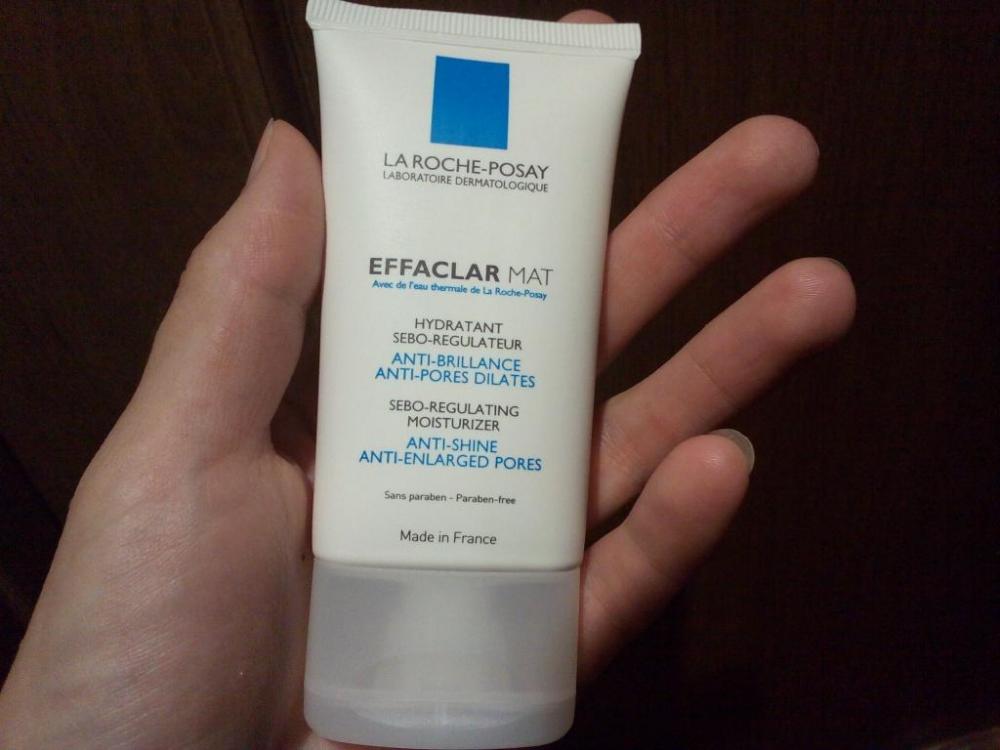 LA ROCHE-POSAY
LABORATOIRE DERMATOLOGIQUE
EFFACLAR MAT
Avec de l'eau thermale de La Roche-Posay
HYDRATANT
SEBO-REGULATEUR
ANTI-BRILLANCE
ANTI-PORES DILATES
SEBO-REGULATING
MOISTURIZER
ANTI-SHINE
ANTI-ENLARGED PORES
Sans paraben - Paraben-free
Made in France